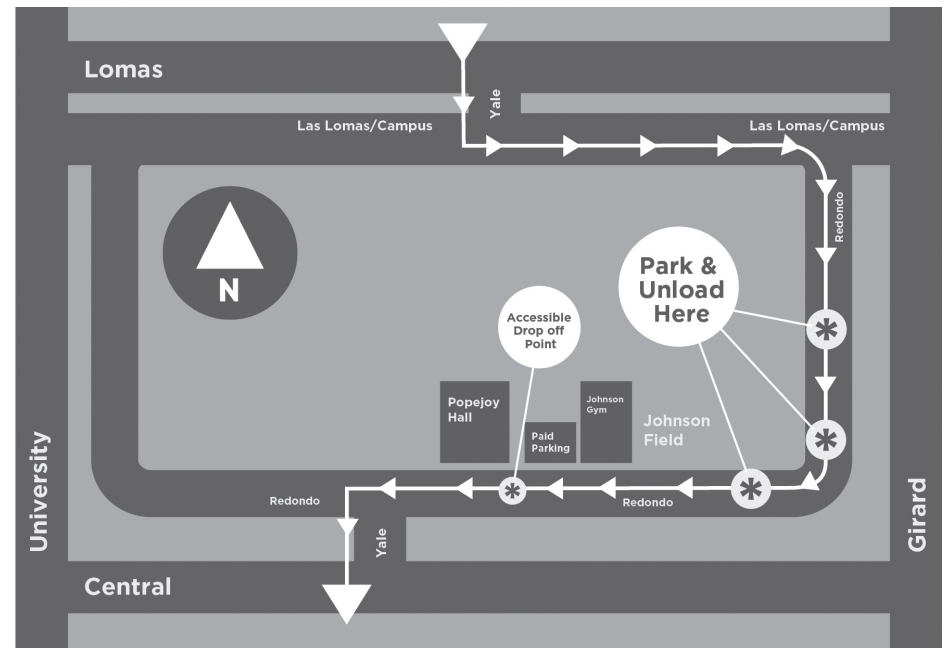 Lomas
Yale
Las Lomas/Campus
Las Lomas/Campus
Redondo
N
Park &
Unload
Here
Accessible
Drop off
Point
*
Popejoy
Hall
Johnson
Gym
Paid
Parking
Johnson
Field
*
University
Redondo
*
Redondo
*
Girard
Yale
Central